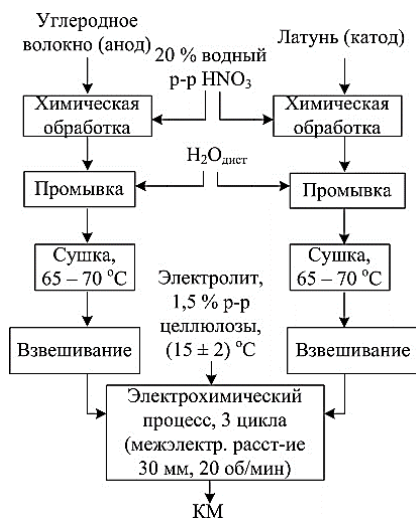 Углеродное
волокно (анод)
20 % водный
р-р HNO₃
Латунь (катод)
Химическая
обработка
Химическая
обработка
H₂Oдист
Промывка
Промывка
Сушка,
65 – 70 °C
Сушка,
65 – 70 °C
Электролит,
1,5 % р-р
целлюлозы,
(15 ± 2) °C
Взвешивание
Взвешивание
Электрохимический
процесс, 3 цикла
(межэлектр. расст-ие
30 мм, 20 об/мин)
КМ